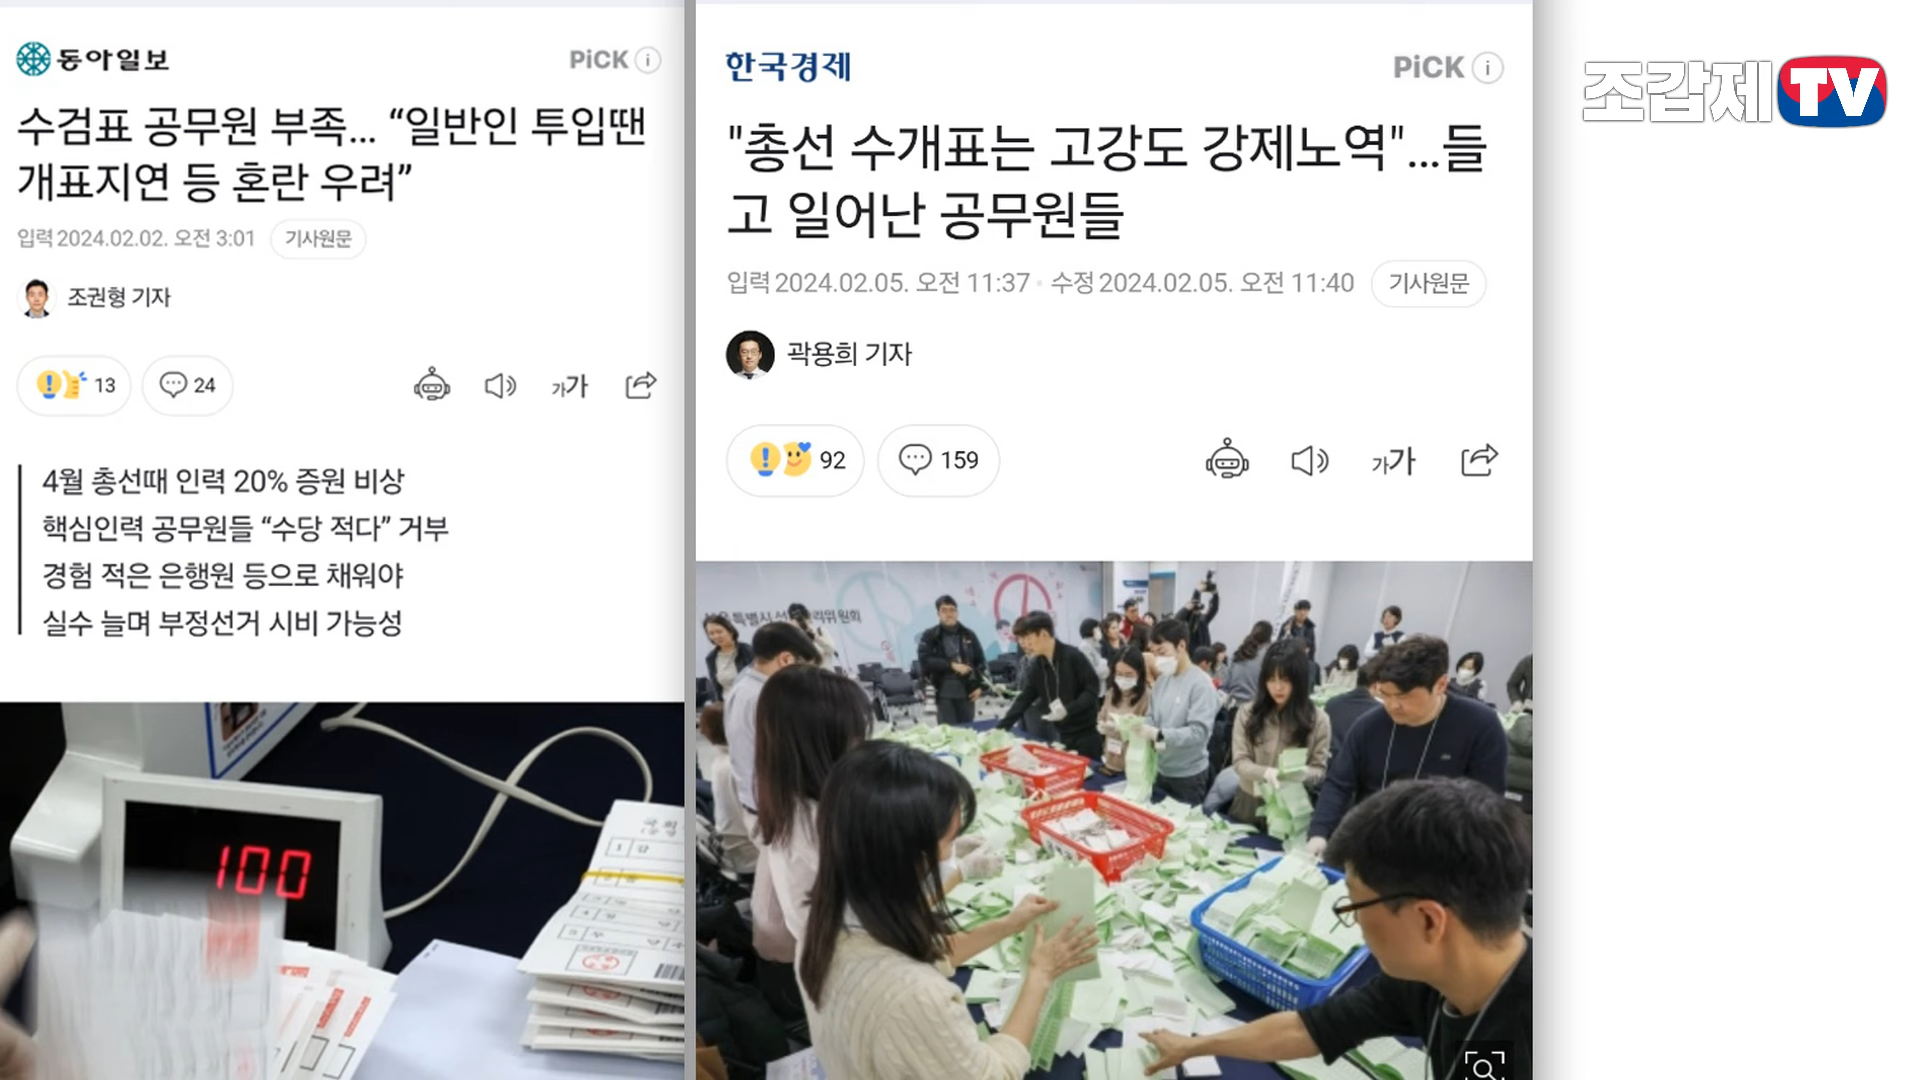 동아일보
PiCK
수검표 공무원 부족... “일반인 투입땐
개표지연 등 혼란 우려”
입력 2024.02.02. 오전 3:01
기사원문
조권형 기자
13
24
가가
4월 총선때 인력 20% 증원 비상
핵심인력 공무원들 “수당 적다” 거부
경험 적은 은행원 등으로 채워야
실수 늘며 부정선거 시비 가능성
100
한국경제
PiCK
"총선 수개표는 고강도 강제노역"...들
고 일어난 공무원들
입력 2024.02.05. 오전 11:37 · 수정 2024.02.05. 오전 11:40
기사원문
곽용희 기자
92
159
가가
조갑제TV